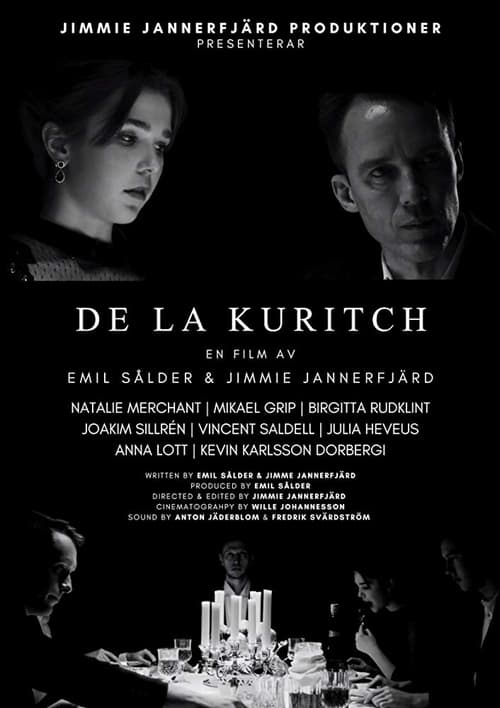 JIMMIE JANNERFJÄRD PRODUKTIONER
PRESENTERAR
DE LA KURITCH
EN FILM AV
EMIL SÅLDER & JIMMIE JANNERFJÄRD
NATALIE MERCHANT | MIKAEL GRIP | BIRGITTA RUDKLINT
JOAKIM SILLRÉN | VINCENT SALDELL | JULIA HEVEUS
ANNA LOTT | KEVIN KARLSSON DORBERGI
WRITTEN BY EMIL SÅLDER & JIMME JANNERFJÄRD
PRODUCED BY EMIL SÅLDER
DIRECTED & EDITED BY JIMMIE JANNERFJÄRD
CINEMATOGRAHPY BY WILLE JOHANNESSON
SOUND BY ANTON JÄDERBLOM & FREDRIK SVÄRDSTRÖM